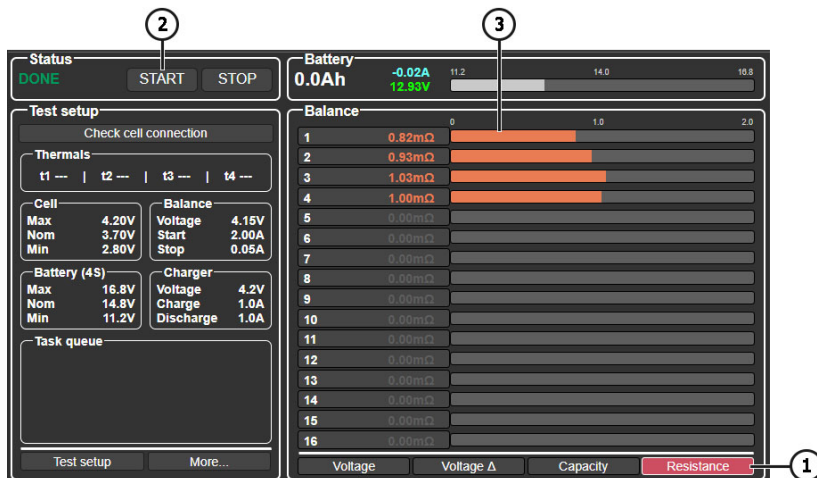 2
3
Status
DONE
START
STOP
Battery
0.0Ah
-0.02A
12.93V
11.2
14.0
16.8
Test setup
Check cell connection
Thermals
t1 --- | t2 --- | t3 --- | t4 ---
Cell
Max 4.20V
Nom 3.70V
Min 2.80V
Balance
Voltage 4.15V
Start 2.00A
Stop 0.05A
Battery (4S)
Max 16.8V
Nom 14.8V
Min 11.2V
Charger
Voltage 4.2V
Charge 1.0A
Discharge 1.0A
Task queue
Test setup
More...
Balance
0 1.0 2.0
1 0.82mΩ
2 0.93mΩ
3 1.03mΩ
4 1.00mΩ
5 0.00mΩ
6 0.00mΩ
7 0.00mΩ
8 0.00mΩ
9 0.00mΩ
10 0.00mΩ
11 0.00mΩ
12 0.00mΩ
13 0.00mΩ
14 0.00mΩ
15 0.00mΩ
16 0.00mΩ
Voltage
Voltage Δ
Capacity
Resistance
1